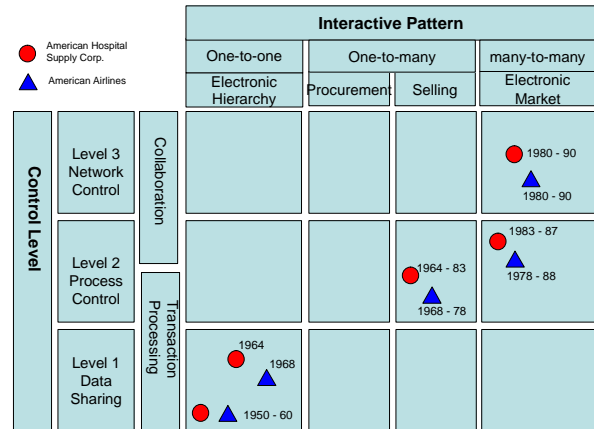 Interactive Pattern
American Hospital
Supply Corp.
American Airlines
One-to-one
One-to-many
many-to-many
Electronic
Hierarchy
Procurement
Selling
Electronic
Market
Control Level
Level 3
Network
Control
Collaboration
1980 - 90
1980 - 90
Level 2
Process
Control
Transaction
Processing
1964 - 83
1968 - 78
1983 - 87
1978 - 88
Level 1
Data
Sharing
1964
1968
1950 - 60